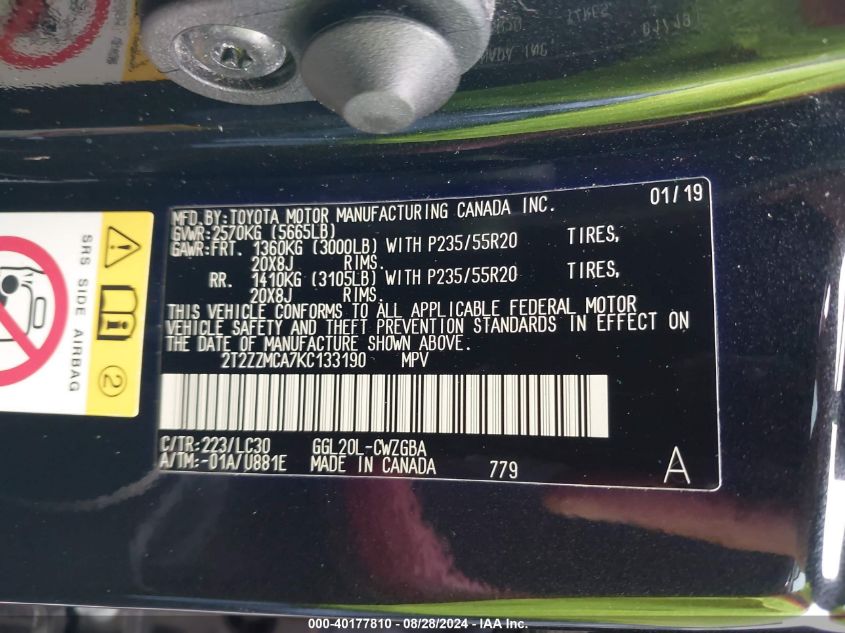 TIRES
01/19
MFD.BY:TOYOTA MOTOR MANUFACTURING CANADA INC. 01/19
GVWR:2570KG (5665LB)
GAWR:FRT. 1360KG (3000LB) WITH P235/55R20 TIRES,
20X8J RIMS.
RR. 1410KG (3105LB) WITH P235/55R20 TIRES,
20X8J RIMS.
THIS VEHICLE CONFORMS TO ALL APPLICABLE FEDERAL MOTOR
VEHICLE SAFETY AND THEFT PREVENTION STANDARDS IN EFFECT ON
THE DATE OF MANUFACTURE SHOWN ABOVE.
2T2ZZMCA7KC133190 MPV
C/TR:223/LC30 GGL20L-CWZGBA
A/TM:-01A/U881E MADE IN CANADA 779 A
SRS SIDE AIRBAG
2
000-40177810 - 08/28/2024 - IAA Inc.